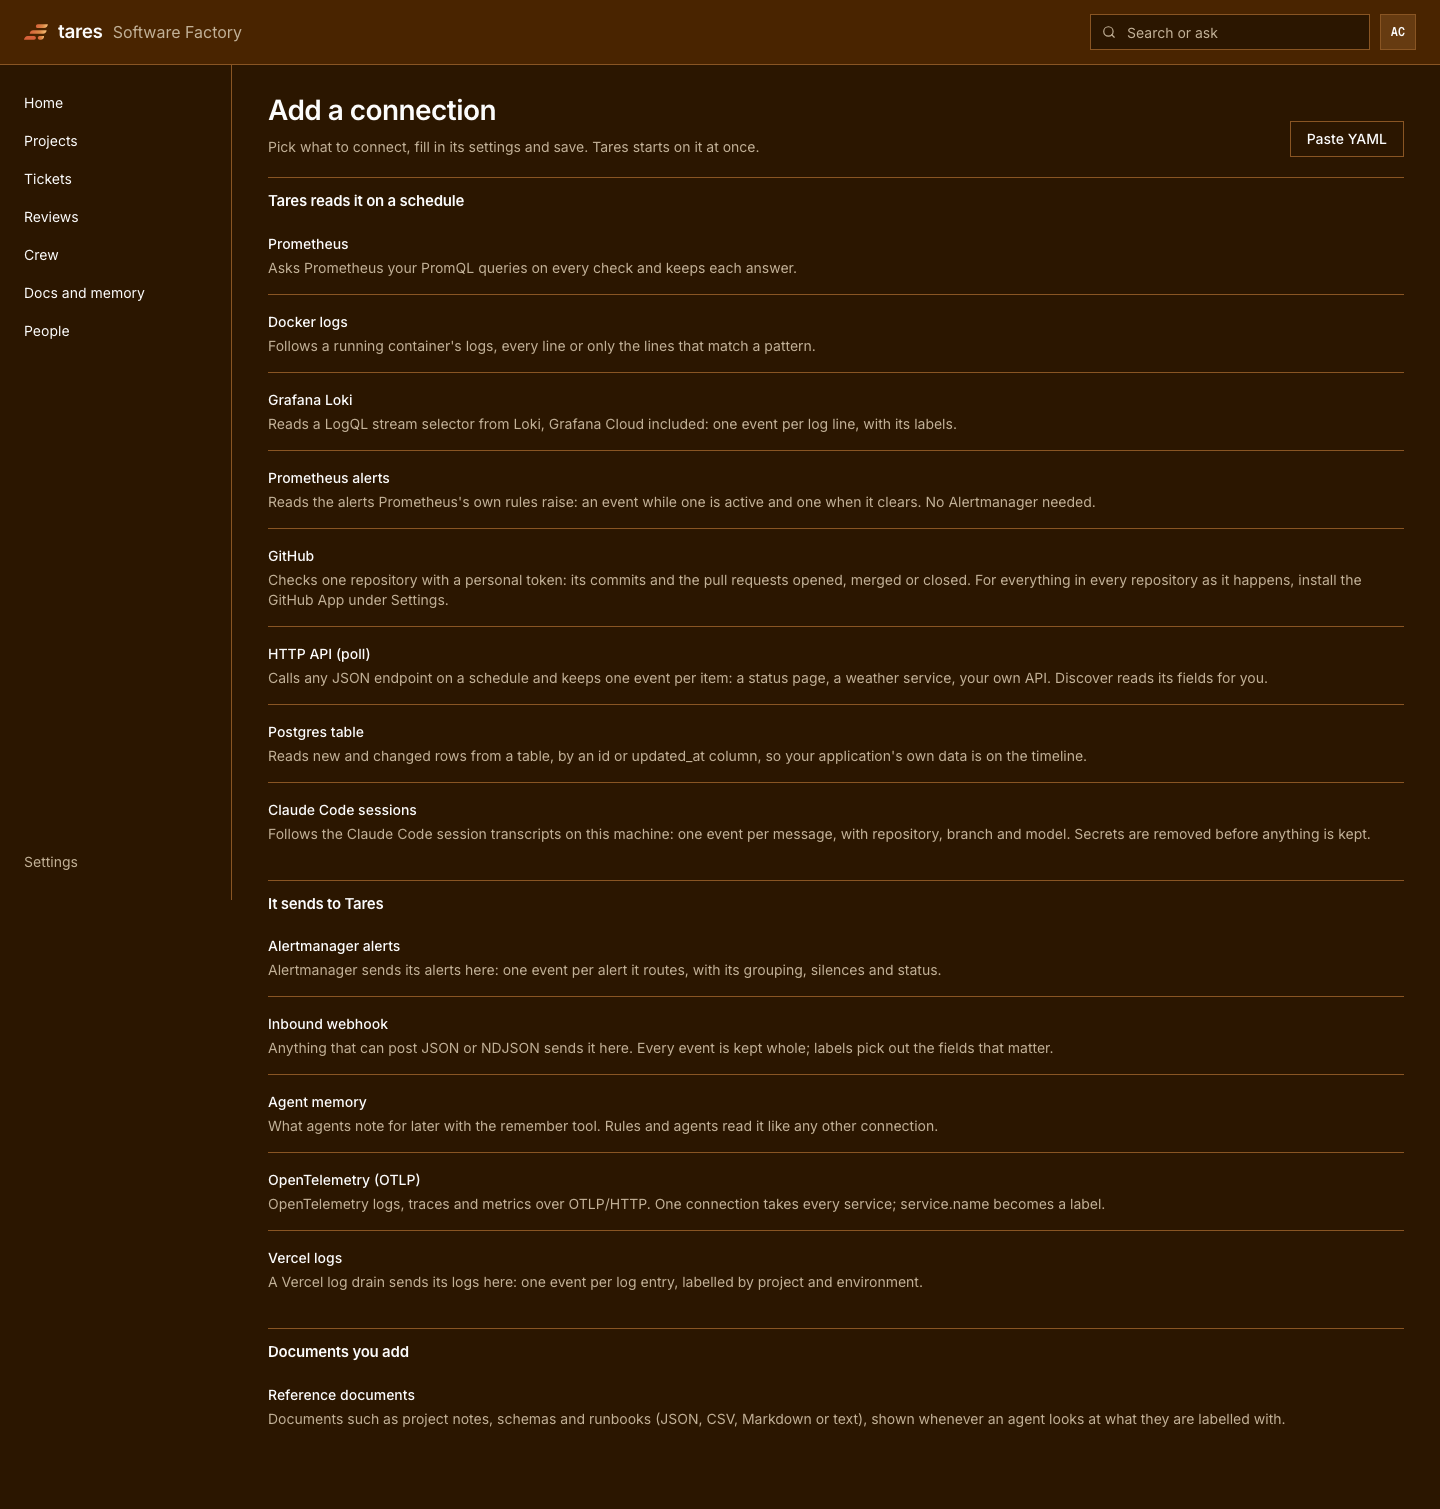 tares Software Factory
Search or ask
AC
Home
Projects
Tickets
Reviews
Crew
Docs and memory
People
Settings
Add a connection
Pick what to connect, fill in its settings and save. Tares starts on it at once.
Paste YAML
Tares reads it on a schedule
Prometheus
Asks Prometheus your PromQL queries on every check and keeps each answer.
Docker logs
Follows a running container's logs, every line or only the lines that match a pattern.
Grafana Loki
Reads a LogQL stream selector from Loki, Grafana Cloud included: one event per log line, with its labels.
Prometheus alerts
Reads the alerts Prometheus's own rules raise: an event while one is active and one when it clears. No Alertmanager needed.
GitHub
Checks one repository with a personal token: its commits and the pull requests opened, merged or closed. For everything in every repository as it happens, install the
GitHub App under Settings.
HTTP API (poll)
Calls any JSON endpoint on a schedule and keeps one event per item: a status page, a weather service, your own API. Discover reads its fields for you.
Postgres table
Reads new and changed rows from a table, by an id or updated_at column, so your application's own data is on the timeline.
Claude Code sessions
Follows the Claude Code session transcripts on this machine: one event per message, with repository, branch and model. Secrets are removed before anything is kept.
It sends to Tares
Alertmanager alerts
Alertmanager sends its alerts here: one event per alert it routes, with its grouping, silences and status.
Inbound webhook
Anything that can post JSON or NDJSON sends it here. Every event is kept whole; labels pick out the fields that matter.
Agent memory
What agents note for later with the remember tool. Rules and agents read it like any other connection.
OpenTelemetry (OTLP)
OpenTelemetry logs, traces and metrics over OTLP/HTTP. One connection takes every service; service.name becomes a label.
Vercel logs
A Vercel log drain sends its logs here: one event per log entry, labelled by project and environment.
Documents you add
Reference documents
Documents such as project notes, schemas and runbooks (JSON, CSV, Markdown or text), shown whenever an agent looks at what they are labelled with.